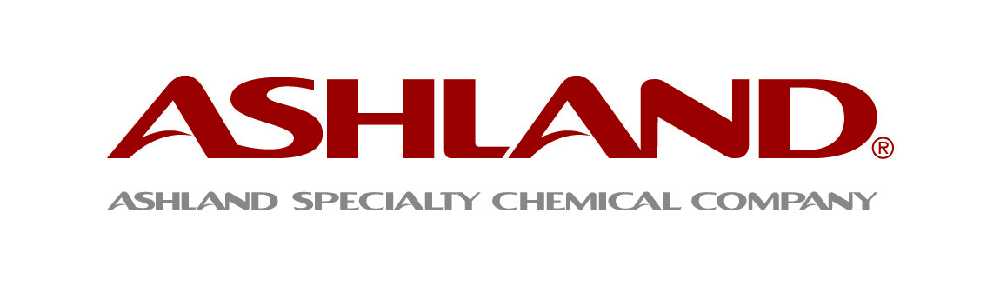 ASHLAND®
ASHLAND SPECIALTY CHEMICAL COMPANY